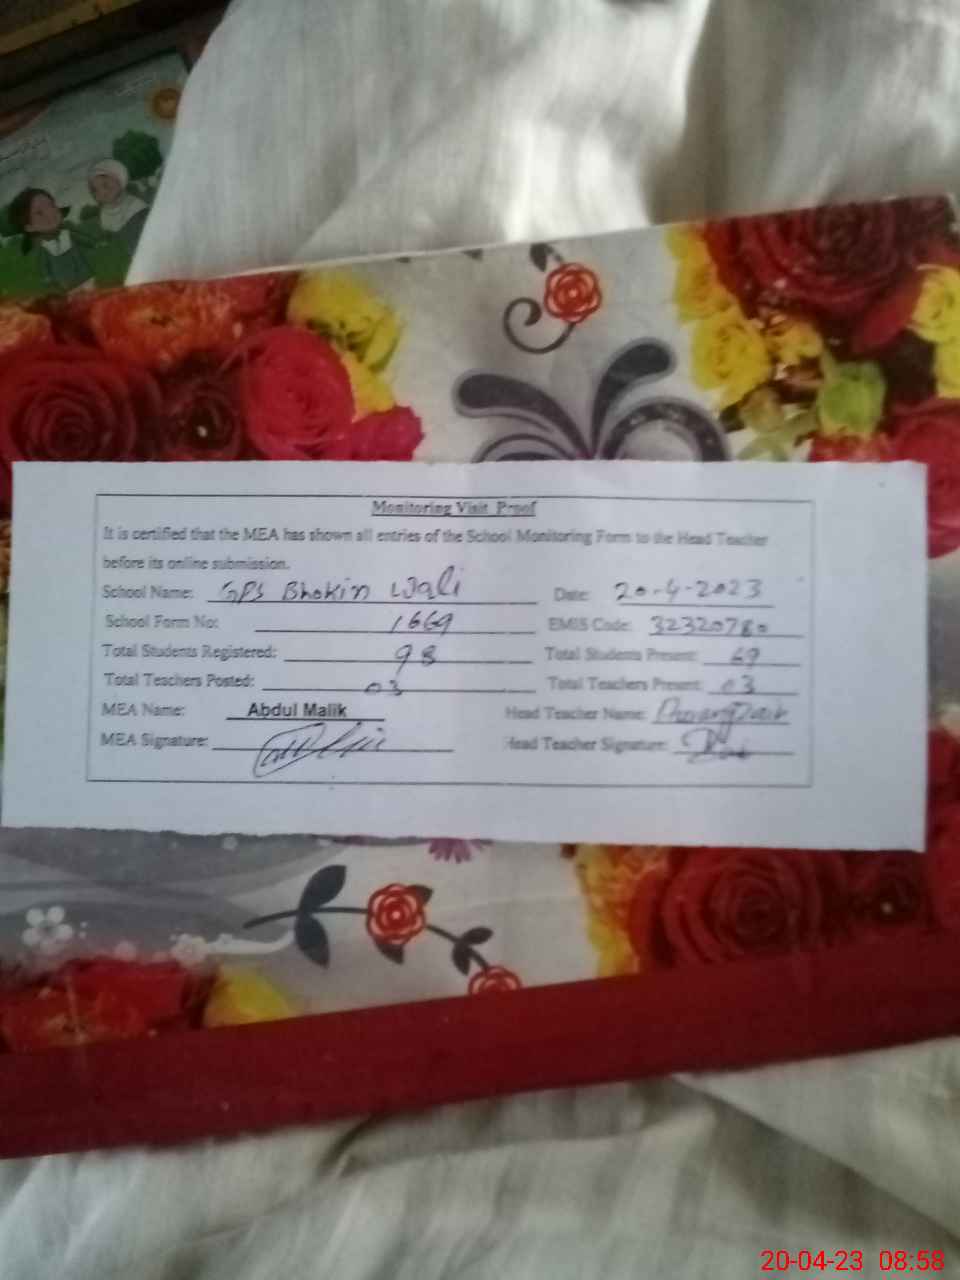 Monitoring Visit Proof
It is certified that the MEA has shown all entries of the School Monitoring Form to the Head Teacher
before its online submission.
School Name: GPS Bhokin Wali Date: 20-4-2023
School Form No: 1669 EMIS Code: 32320780
Total Students Registered: 98 Total Students Present: 69
Total Teachers Posted: 03 Total Teachers Present: 03
MEA Name: Abdul Malik Head Teacher Name:
MEA Signature: Head Teacher Signature:
20-04-23 08:58